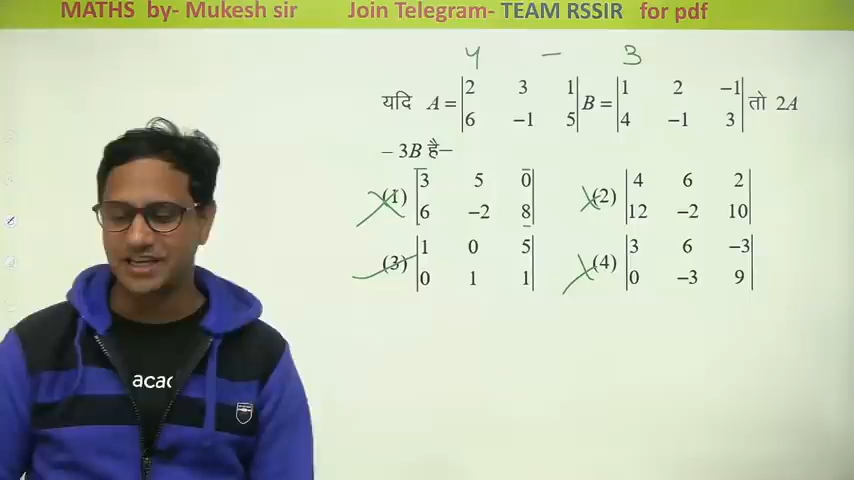 MATHS by- Mukesh sir Join Telegram- TEAM RSSIR for pdf
4 − 3
यदि A = |2 3 1| B = |1 2 −1| तो 2A
|6 −1 5| |4 −1 3|
− 3B है−
(1) |3 5 0| (2) |4 6 2|
|6 −2 8| |12 −2 10|
(3) |1 0 5| (4) |3 6 −3|
|0 1 1| |0 −3 9|
acad